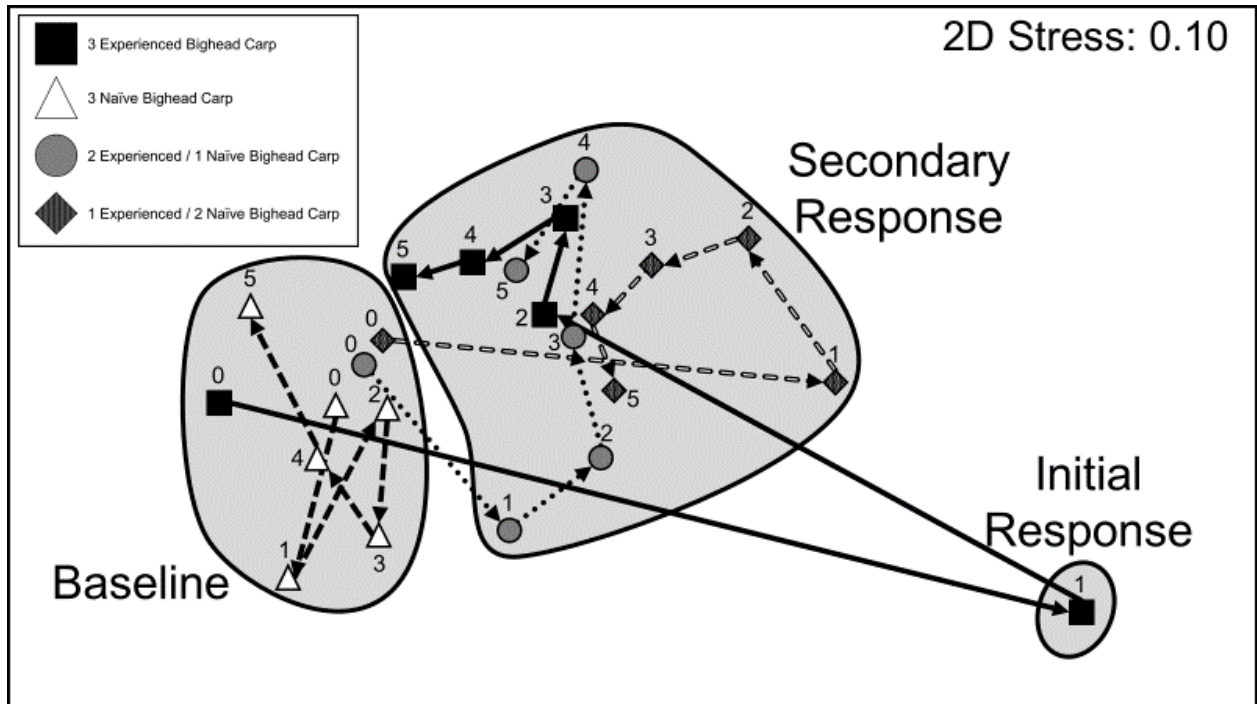 3 Experienced Bighead Carp
3 Naïve Bighead Carp
2 Experienced / 1 Naïve Bighead Carp
1 Experienced / 2 Naïve Bighead Carp
2D Stress: 0.10
Secondary
Response
Initial
Response
Baseline
4
3
2
3
4
5
5
5
2
4
0
3
0
1
0
0
2
5
4
2
1
1
3
1